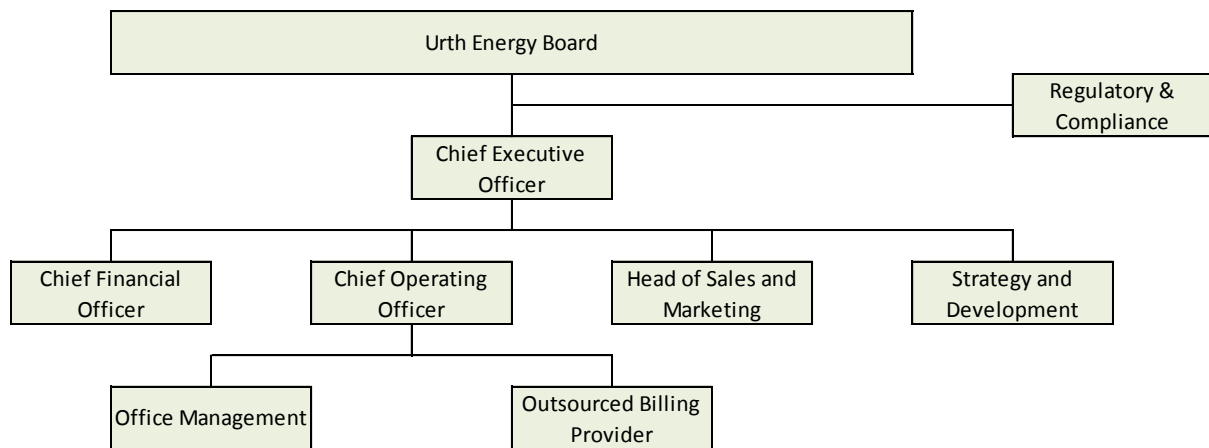 Urth Energy Board
Regulatory &
Compliance
Chief Executive
Officer
Chief Financial
Officer
Chief Operating
Officer
Head of Sales and
Marketing
Strategy and
Development
Office Management
Outsourced Billing
Provider